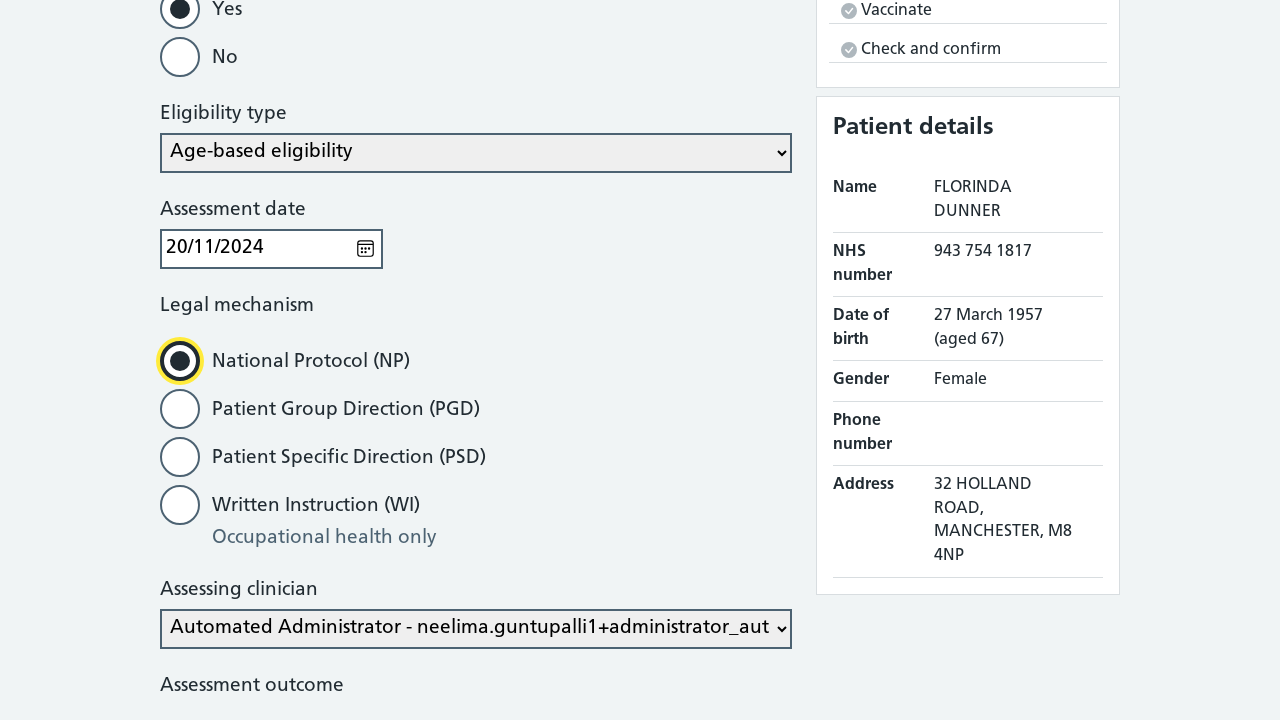 Yes
No
Eligibility type
Age-based eligibility
Assessment date
20/11/2024
Legal mechanism
National Protocol (NP)
Patient Group Direction (PGD)
Patient Specific Direction (PSD)
Written Instruction (WI)
Occupational health only
Assessing clinician
Automated Administrator - neelima.guntupalli1+administrator_aut
Assessment outcome
Vaccinate
Check and confirm
Patient details
Name FLORINDA
DUNNER
NHS 943 754 1817
number
Date of 27 March 1957
birth (aged 67)
Gender Female
Phone
number
Address 32 HOLLAND
ROAD,
MANCHESTER, M8
4NP